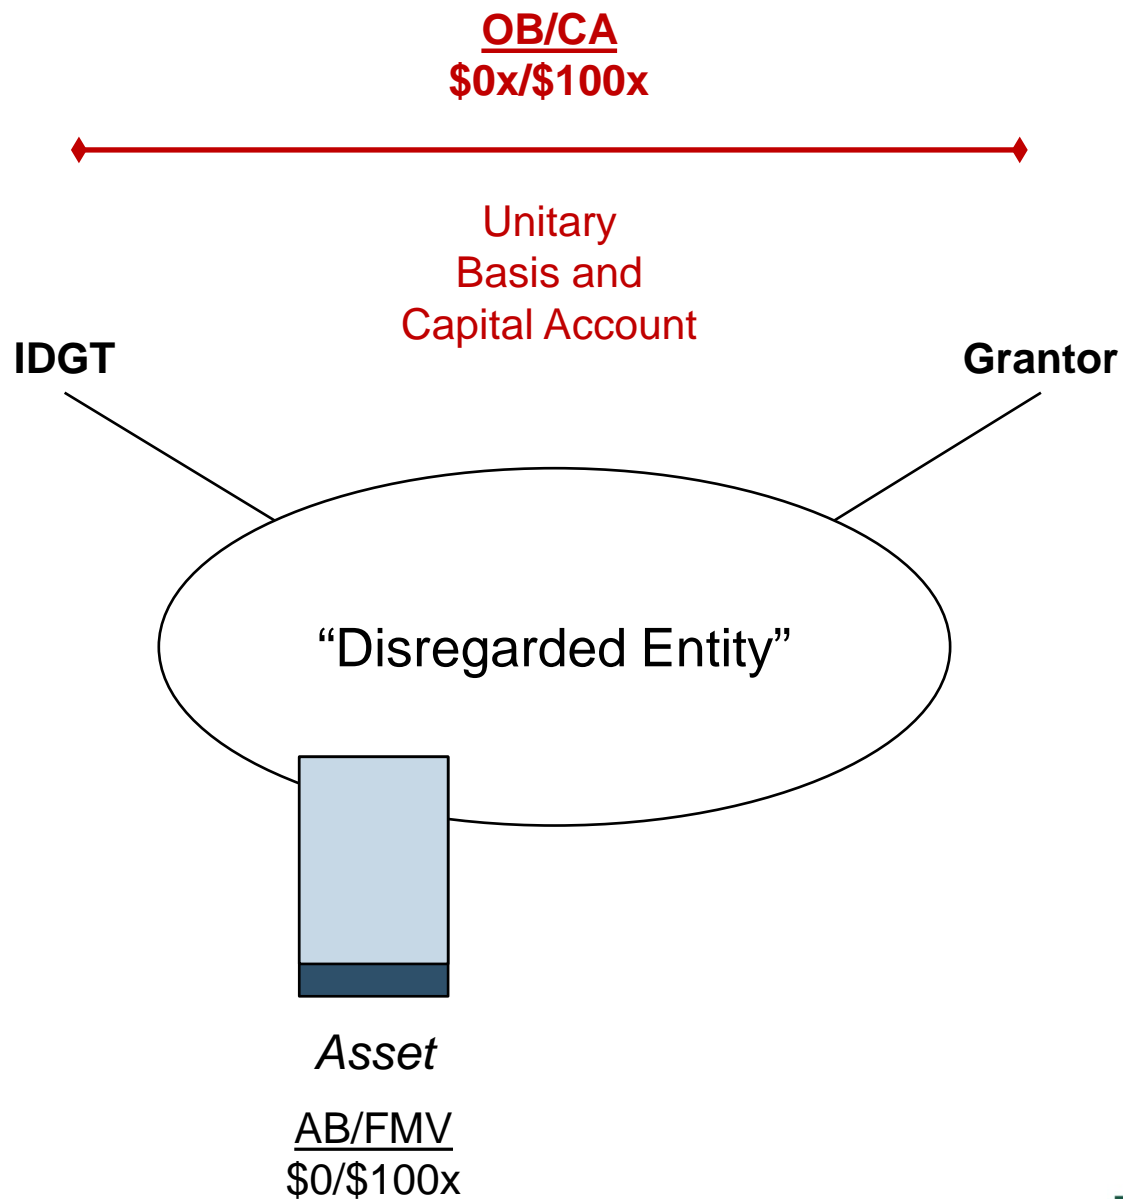 OB/CA
$0x/$100x
Unitary
Basis and
Capital Account
IDGT
Grantor
“Disregarded Entity”
Asset
AB/FMV
$0/$100x